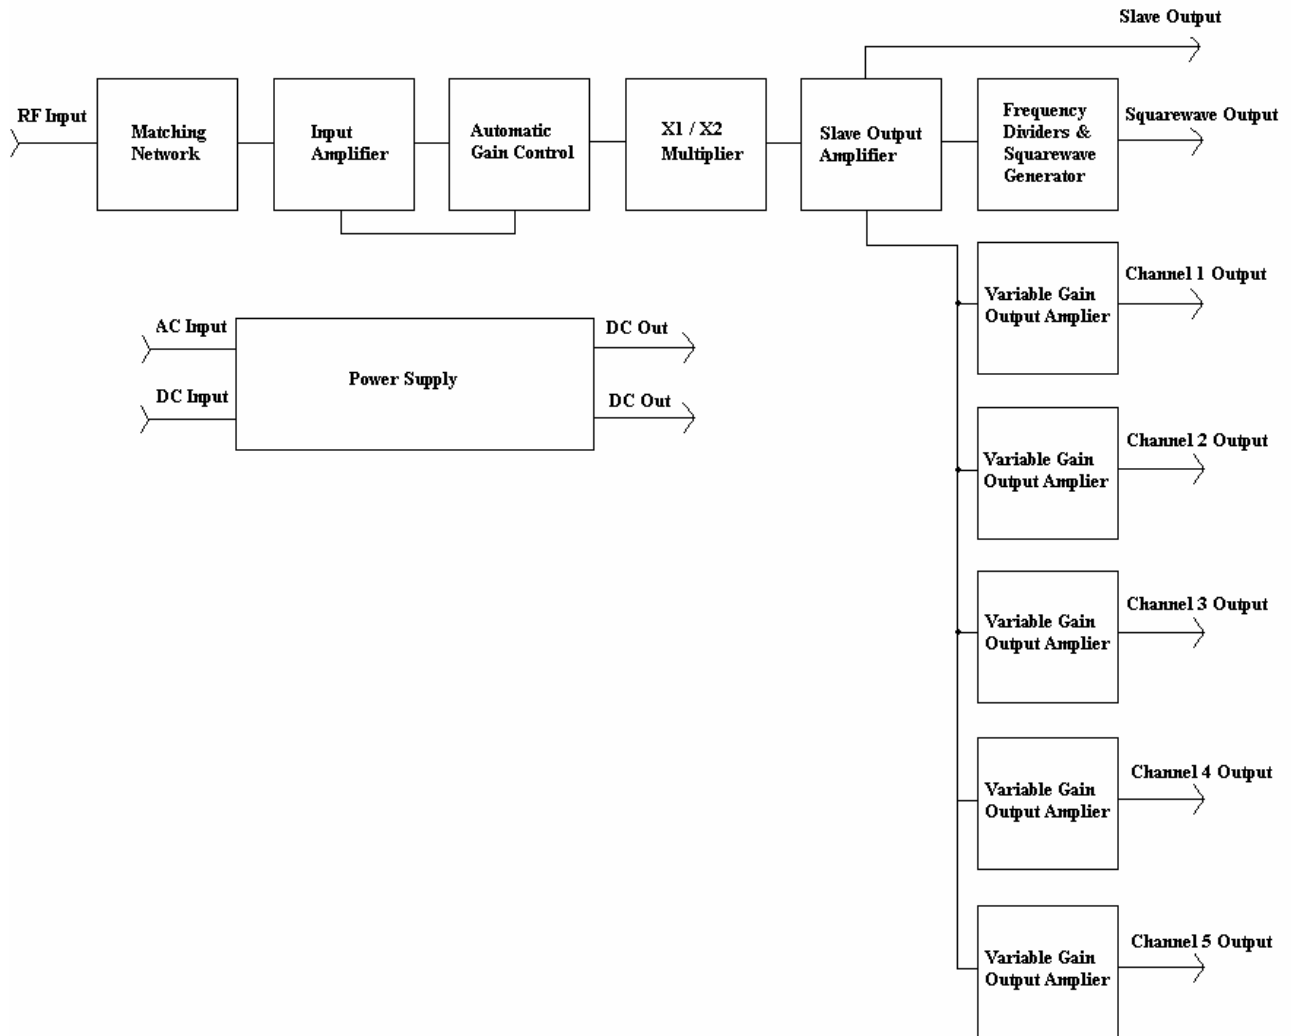 Slave Output
RF Input
Matching
Network
Input
Amplifier
Automatic
Gain Control
X1 / X2
Multiplier
Slave Output
Amplifier
Frequency
Dividers &
Squarewave
Generator
Squarewave Output
Channel 1 Output
Variable Gain
Output Amplier
AC Input
DC Input
Power Supply
DC Out
DC Out
Channel 2 Output
Variable Gain
Output Amplier
Channel 3 Output
Variable Gain
Output Amplier
Channel 4 Output
Variable Gain
Output Amplier
Channel 5 Output
Variable Gain
Output Amplier